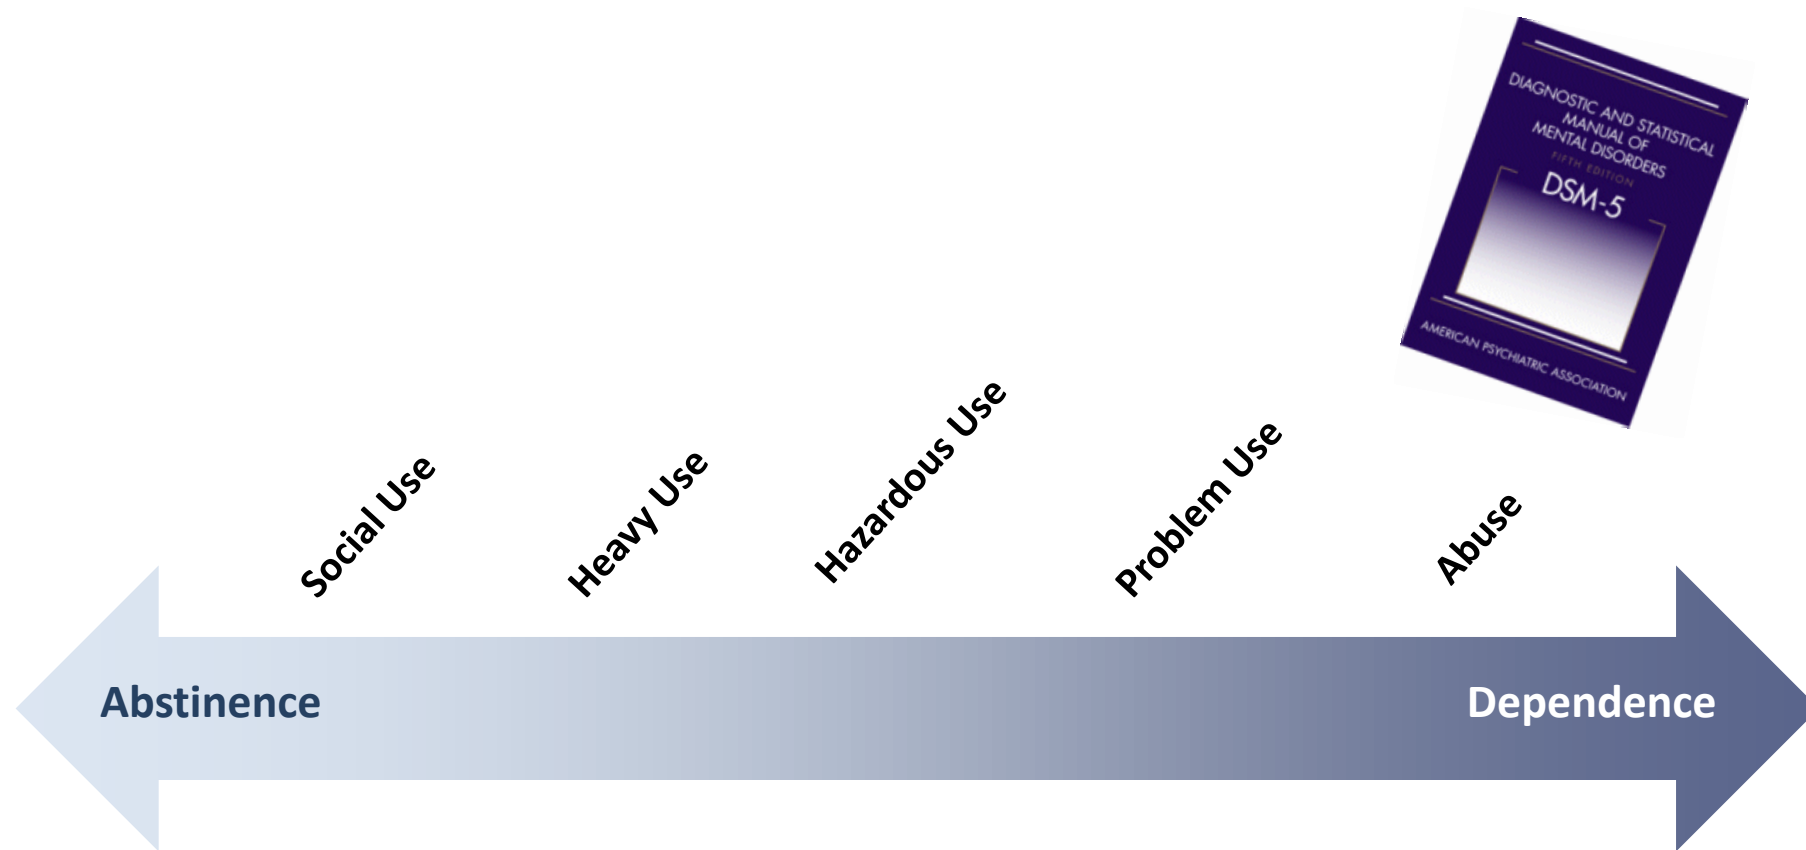 DIAGNOSTIC AND STATISTICAL
MANUAL OF
MENTAL DISORDERS
FIFTH EDITION
DSM-5
AMERICAN PSYCHIATRIC ASSOCIATION
Social Use
Heavy Use
Hazardous Use
Problem Use
Abuse
Abstinence
Dependence